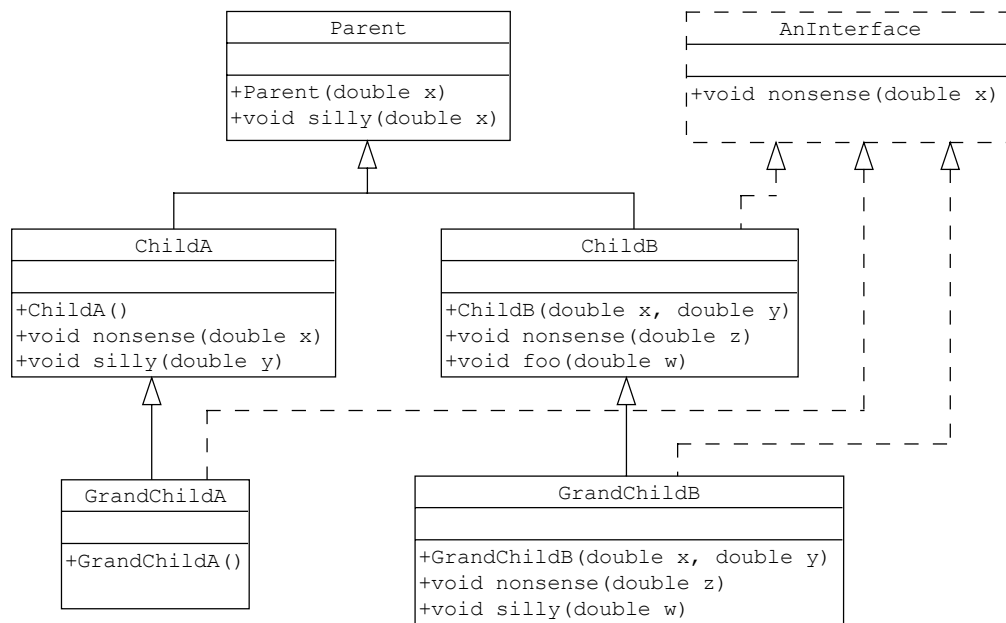 Parent
+Parent(double x)
+void silly(double x)
AnInterface
+void nonsense(double x)
ChildA
+ChildA()
+void nonsense(double x)
+void silly(double y)
ChildB
+ChildB(double x, double y)
+void nonsense(double z)
+void foo(double w)
GrandChildA
+GrandChildA()
GrandChildB
+GrandChildB(double x, double y)
+void nonsense(double z)
+void silly(double w)